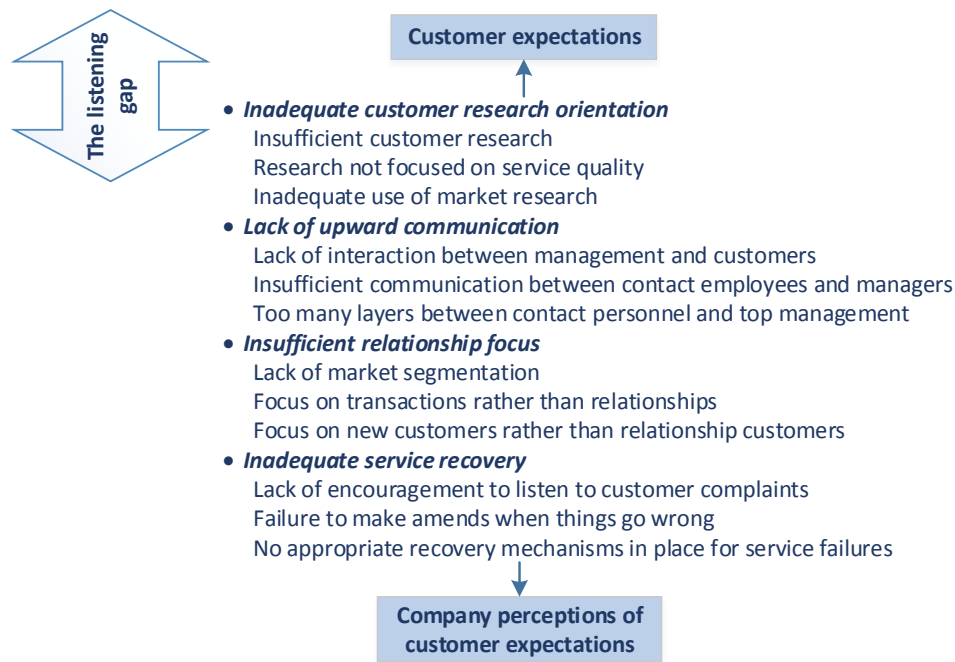 The listening
gap
Customer expectations
• Inadequate customer research orientation
Insufficient customer research
Research not focused on service quality
Inadequate use of market research
• Lack of upward communication
Lack of interaction between management and customers
Insufficient communication between contact employees and managers
Too many layers between contact personnel and top management
• Insufficient relationship focus
Lack of market segmentation
Focus on transactions rather than relationships
Focus on new customers rather than relationship customers
• Inadequate service recovery
Lack of encouragement to listen to customer complaints
Failure to make amends when things go wrong
No appropriate recovery mechanisms in place for service failures
Company perceptions of
customer expectations